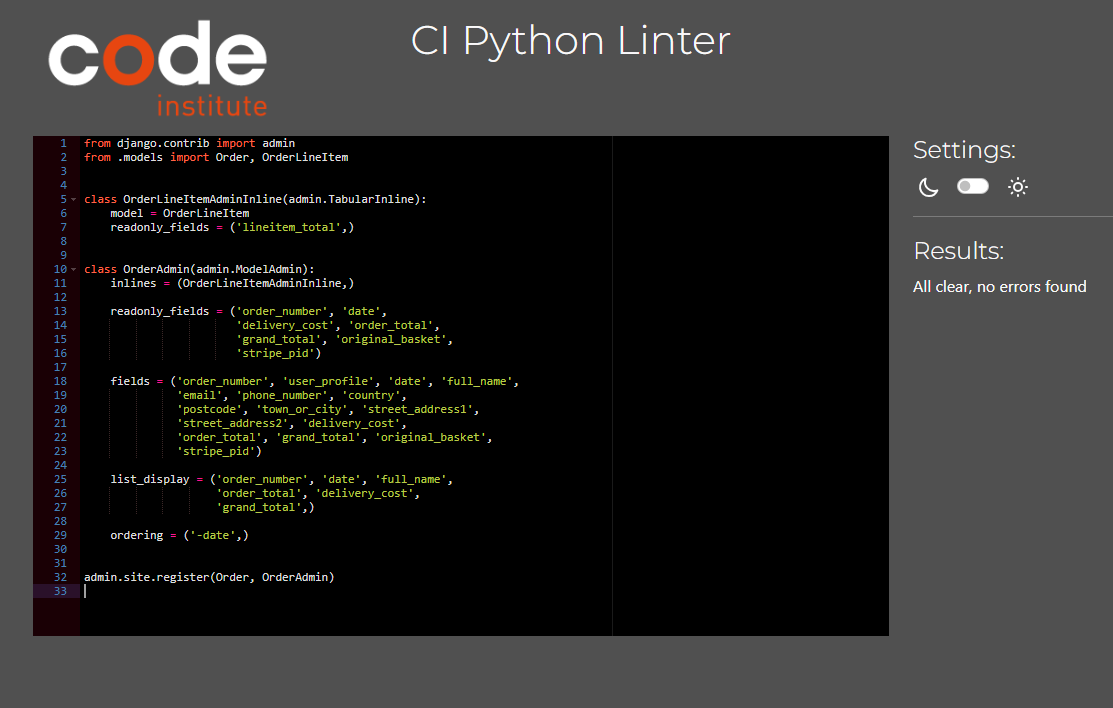 code
institute
CI Python Linter
1 from django.contrib import admin
2 from .models import Order, OrderLineItem
3
4
5 class OrderLineItemAdminInline(admin.TabularInline):
6     model = OrderLineItem
7     readonly_fields = ('lineitem_total',)
8
9
10 class OrderAdmin(admin.ModelAdmin):
11     inlines = (OrderLineItemAdminInline,)
12
13     readonly_fields = ('order_number', 'date',
14                        'delivery_cost', 'order_total',
15                        'grand_total', 'original_basket',
16                        'stripe_pid')
17
18     fields = ('order_number', 'user_profile', 'date', 'full_name',
19               'email', 'phone_number', 'country',
20               'postcode', 'town_or_city', 'street_address1',
21               'street_address2', 'delivery_cost',
22               'order_total', 'grand_total', 'original_basket',
23               'stripe_pid')
24
25     list_display = ('order_number', 'date', 'full_name',
26                     'order_total', 'delivery_cost',
27                     'grand_total',)
28
29     ordering = ('-date',)
30
31
32 admin.site.register(Order, OrderAdmin)
33
Settings:
Results:
All clear, no errors found